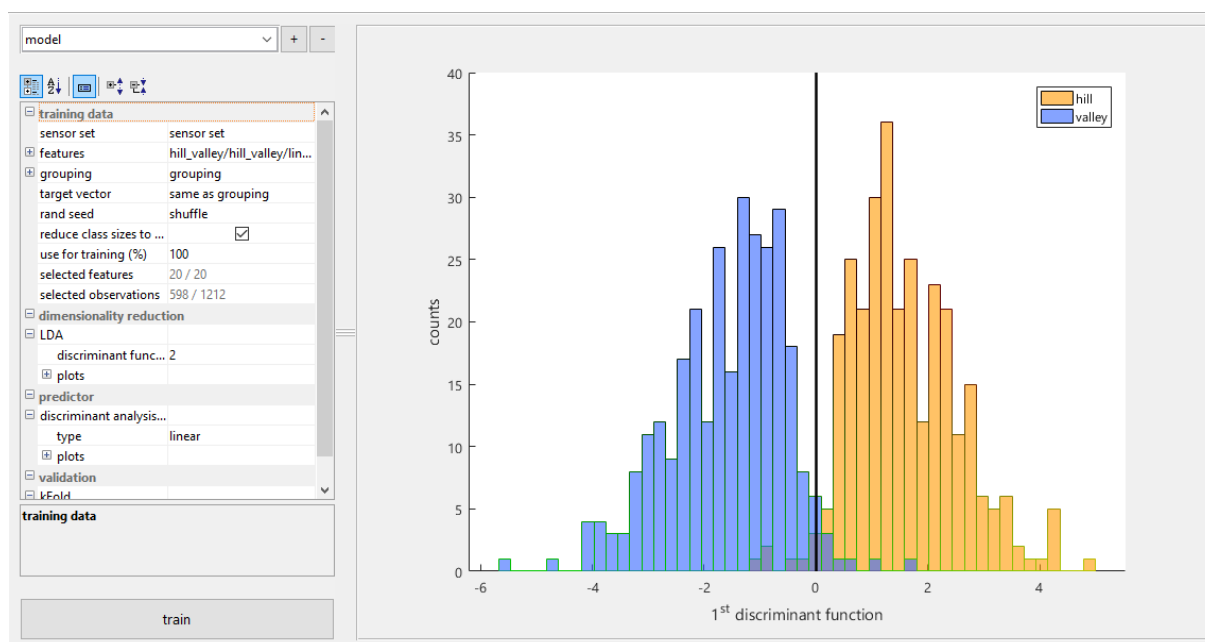 model
+ -
training data
sensor set sensor set
features hill_valley/hill_valley/lin...
grouping grouping
target vector same as grouping
rand seed shuffle
reduce class sizes to ...
use for training (%) 100
selected features 20 / 20
selected observations 598 / 1212
dimensionality reduction
LDA
discriminant func... 2
plots
predictor
discriminant analysis...
type linear
plots
validation
kFold
training data
train
hill
valley
40
35
30
25
20
15
10
5
0
counts
-6 -4 -2 0 2 4
1st discriminant function